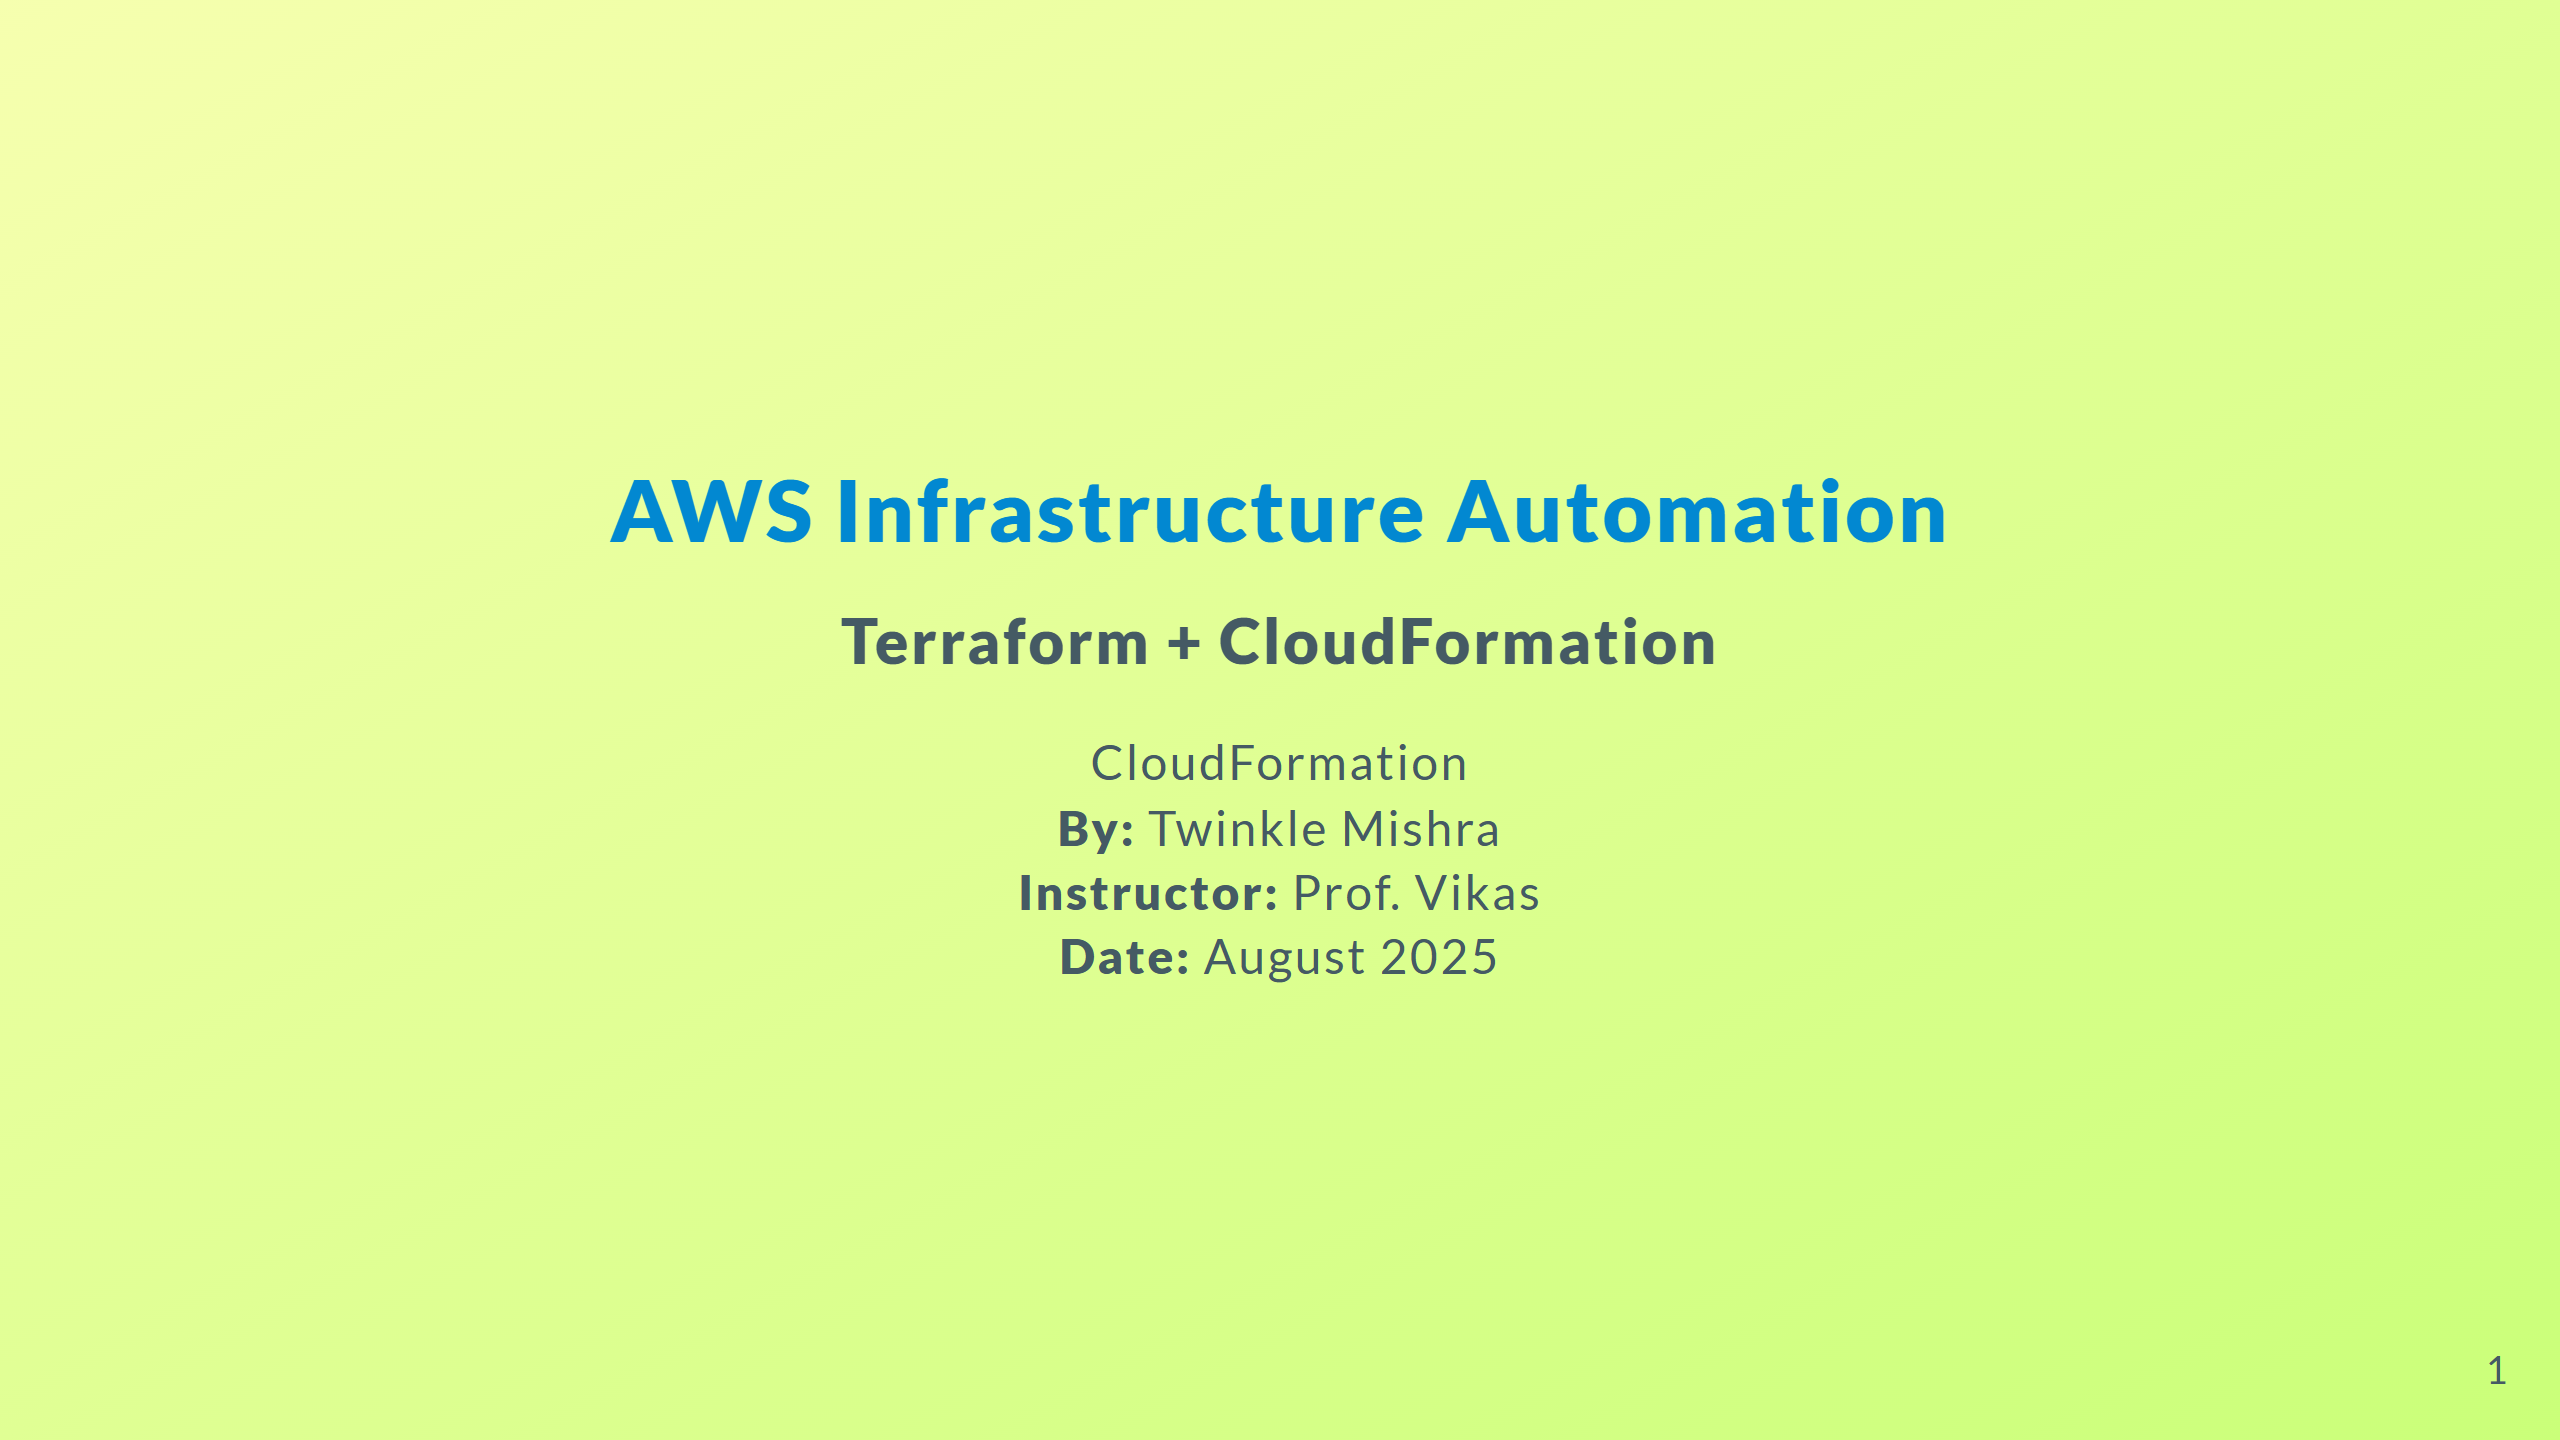 AWS Infrastructure Automation
Terraform + CloudFormation
CloudFormation
By: Twinkle Mishra
Instructor: Prof. Vikas
Date: August 2025
1